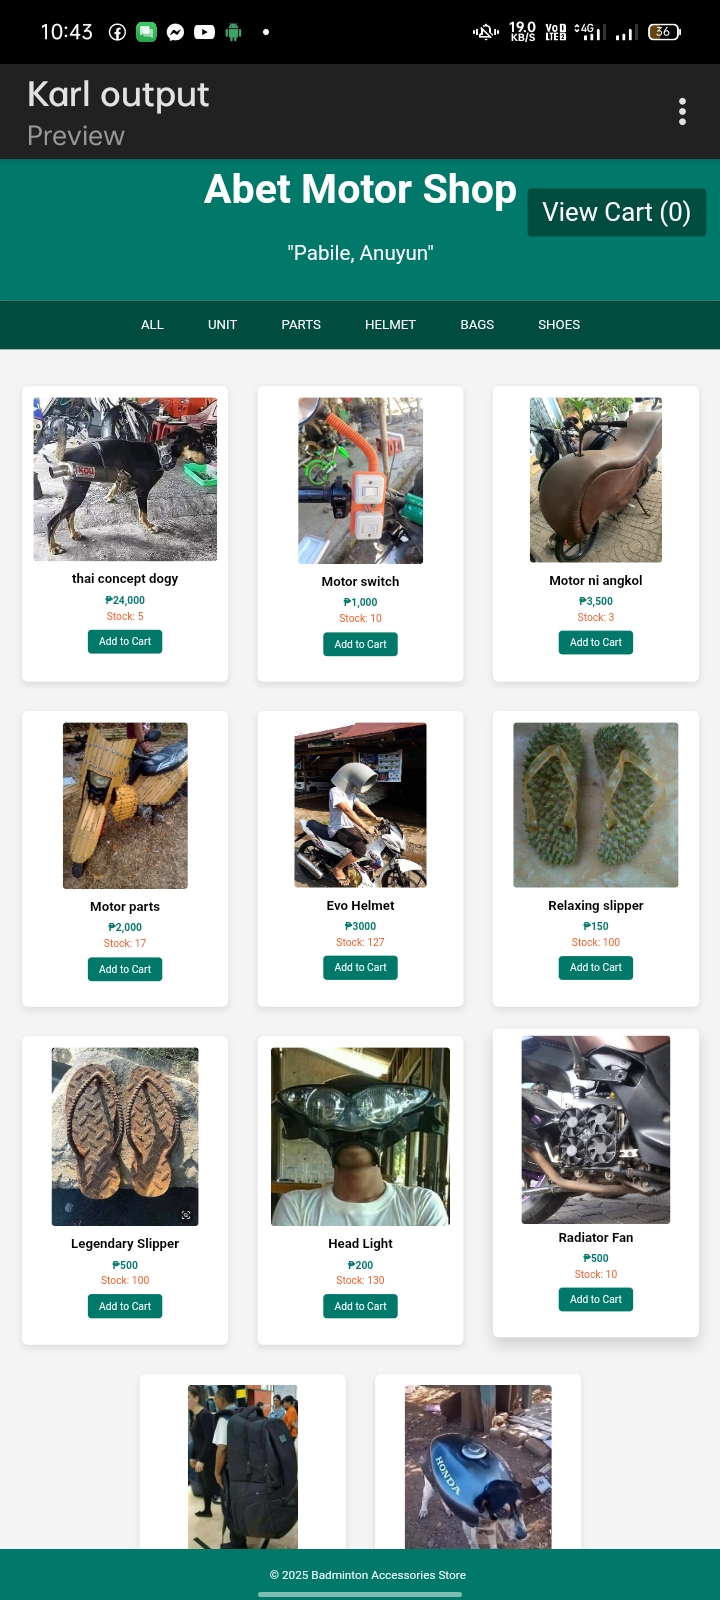 10:43
19.0 KB/S
Vo) LTE2
4G
36
Karl output
Preview
Abet Motor Shop
View Cart (0)
"Pabile, Anuyun"
ALL UNIT PARTS HELMET BAGS SHOES
thai concept dogy
₱24,000
Stock: 5
Add to Cart
Motor switch
₱1,000
Stock: 10
Add to Cart
Motor ni angkol
₱3,500
Stock: 3
Add to Cart
Motor parts
₱2,000
Stock: 17
Add to Cart
Evo Helmet
₱3000
Stock: 127
Add to Cart
Relaxing slipper
₱150
Stock: 100
Add to Cart
Legendary Slipper
₱500
Stock: 100
Add to Cart
Head Light
₱200
Stock: 130
Add to Cart
Radiator Fan
₱500
Stock: 10
Add to Cart
HONDA
© 2025 Badminton Accessories Store